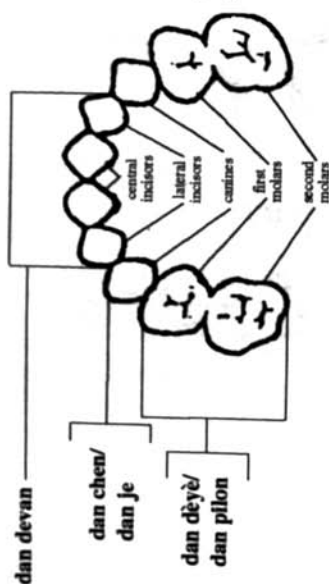 dan devan
dan chen/
dan je
dan dèyè/
dan pilon
central
incisors
lateral
incisors
canines
first
molars
second
molars